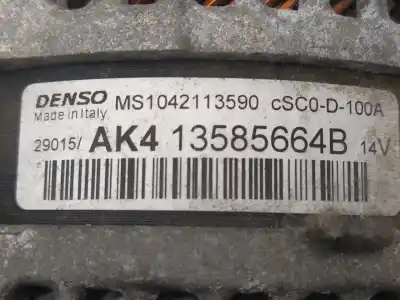 DENSO MS1042113590 cSC0-D-100A
Made in Italy
29015/ AK4 13585664B 14V